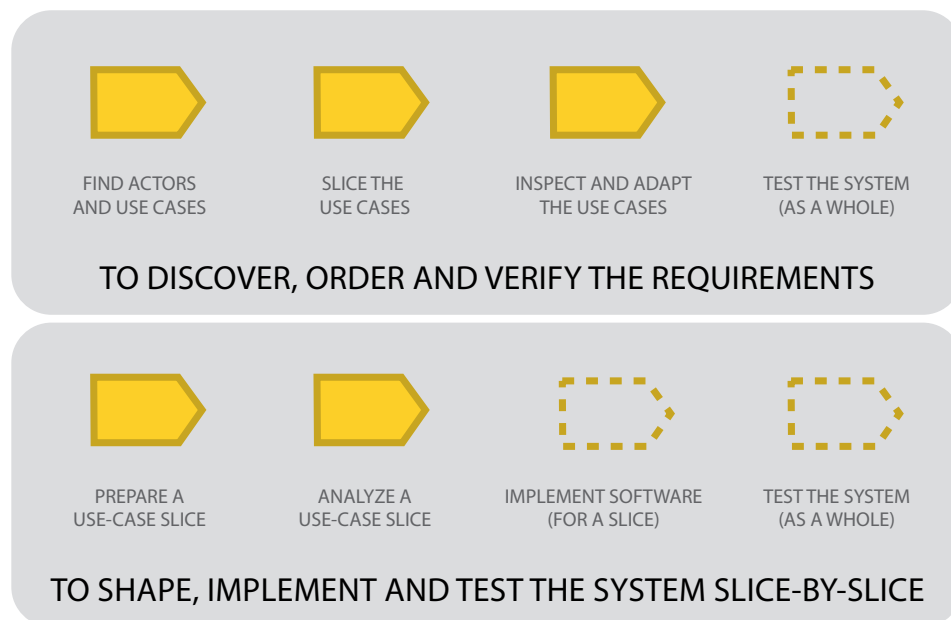 FIND ACTORS
AND USE CASES
SLICE THE
USE CASES
INSPECT AND ADAPT
THE USE CASES
TEST THE SYSTEM
(AS A WHOLE)
TO DISCOVER, ORDER AND VERIFY THE REQUIREMENTS
PREPARE A
USE-CASE SLICE
ANALYZE A
USE-CASE SLICE
IMPLEMENT SOFTWARE
(FOR A SLICE)
TEST THE SYSTEM
(AS A WHOLE)
TO SHAPE, IMPLEMENT AND TEST THE SYSTEM SLICE-BY-SLICE